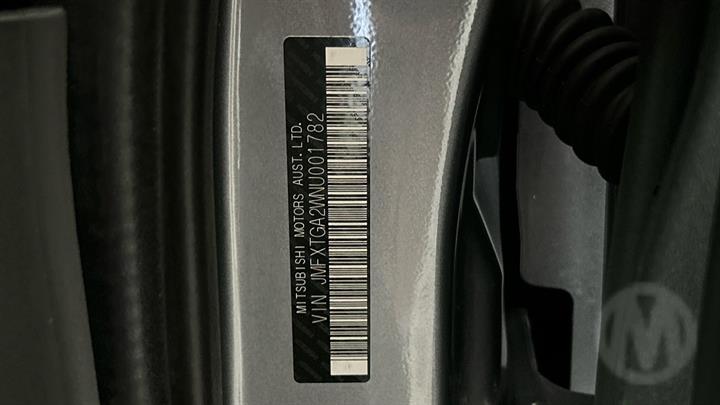 MITSUBISHI MOTORS AUST. LTD.
VIN JMFXTGA2WNU001782
M